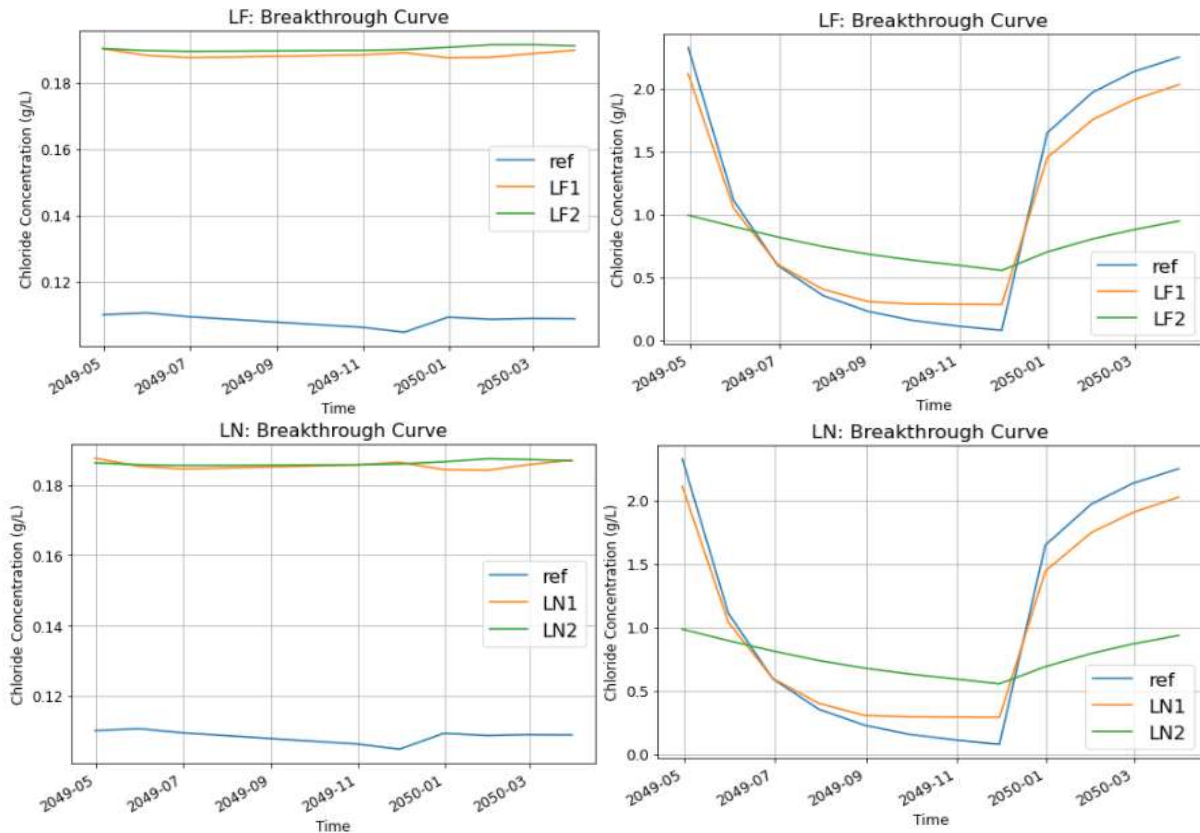 LF: Breakthrough Curve
Chloride Concentration (g/L)
0.18
0.16
0.14
0.12
ref
LF1
LF2
2049-05
2049-07
2049-09
2049-11
2050-01
2050-03
Time
LF: Breakthrough Curve
Chloride Concentration (g/L)
2.0
1.5
1.0
0.5
0.0
ref
LF1
LF2
2049-05
2049-07
2049-09
2049-11
2050-01
2050-03
Time
LN: Breakthrough Curve
Chloride Concentration (g/L)
0.18
0.16
0.14
0.12
ref
LN1
LN2
2049-05
2049-07
2049-09
2049-11
2050-01
2050-03
Time
LN: Breakthrough Curve
Chloride Concentration (g/L)
2.0
1.5
1.0
0.5
0.0
ref
LN1
LN2
2049-05
2049-07
2049-09
2049-11
2050-01
2050-03
Time